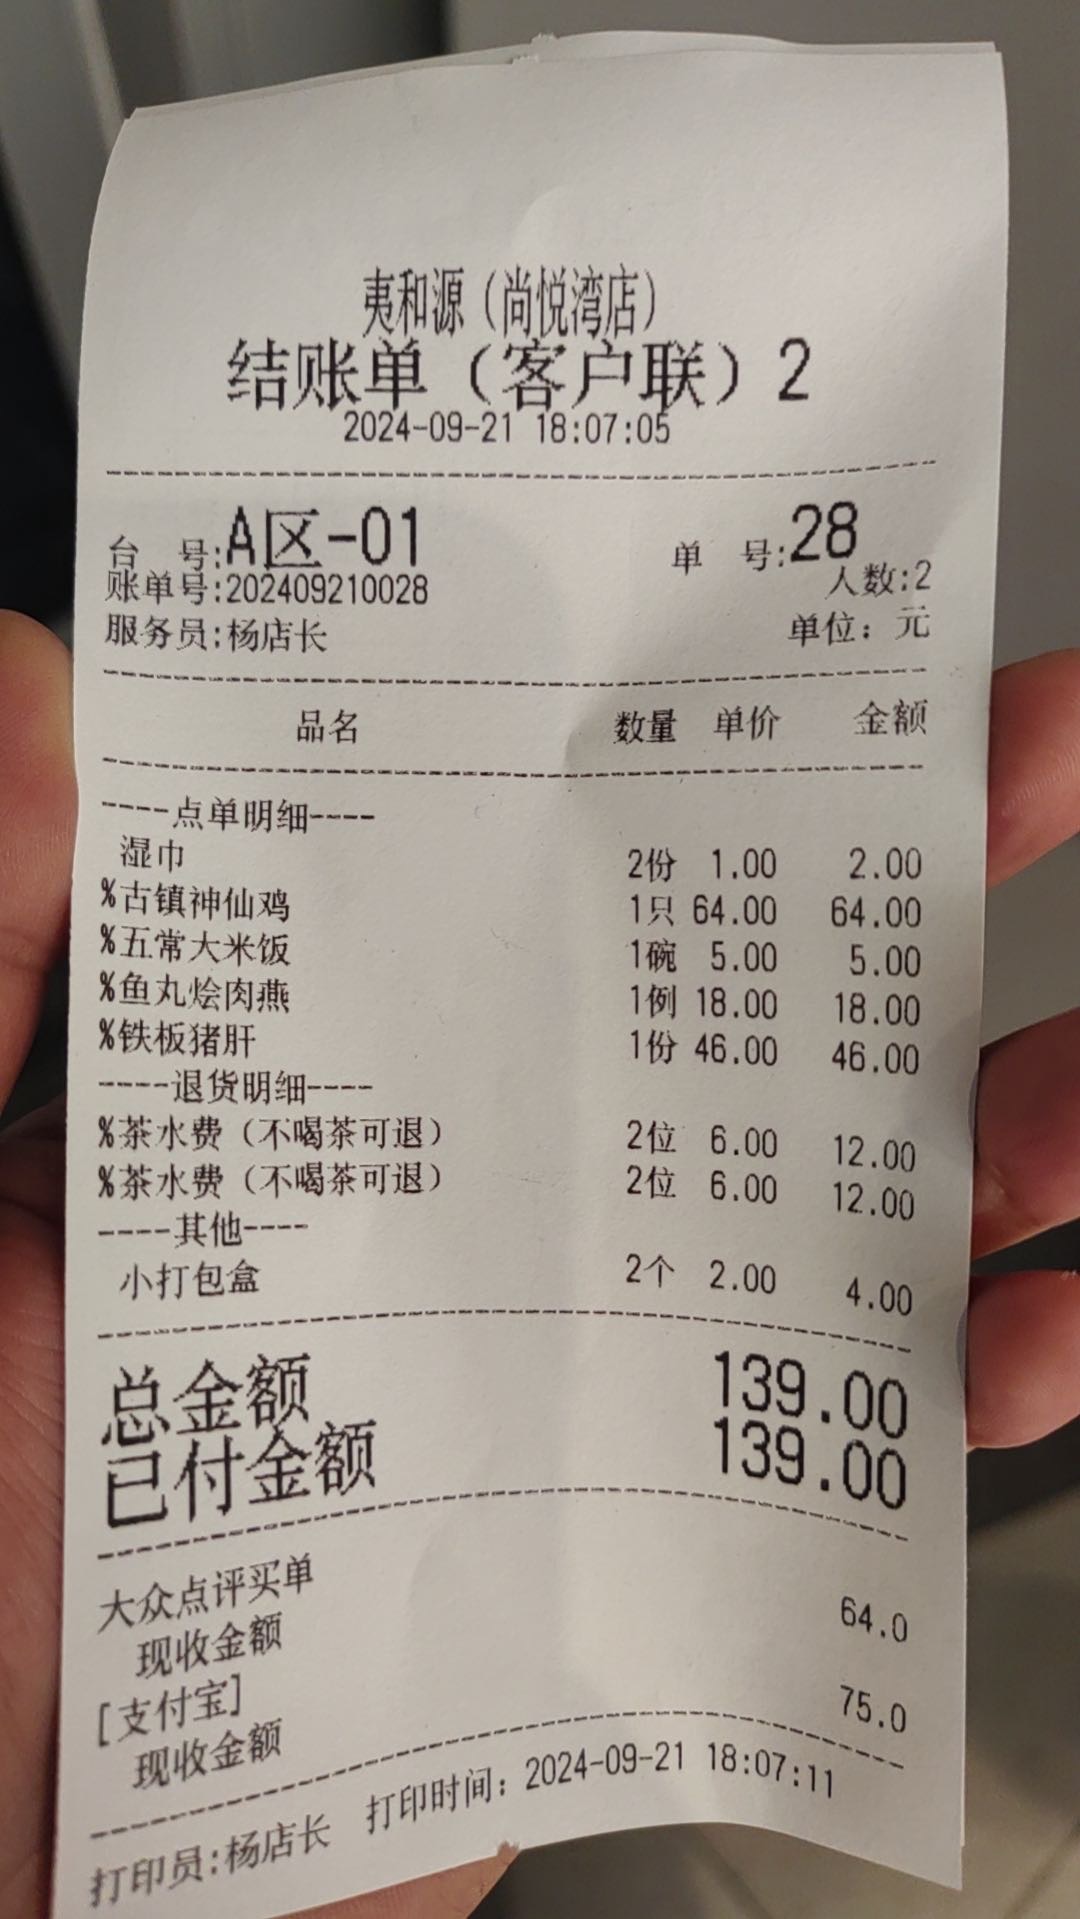 夷和源（尚悦湾店）
结账单（客户联）2
2024-09-21 18:07:05
台 号:A区-01 单 号:28
账单号:202409210028 人数:2
服务员:杨店长 单位：元
品名 数量 单价 金额
----点单明细----
湿巾 2份 1.00 2.00
%古镇神仙鸡 1只 64.00 64.00
%五常大米饭 1碗 5.00 5.00
%鱼丸烩肉燕 1例 18.00 18.00
%铁板猪肝 1份 46.00 46.00
----退货明细----
%茶水费（不喝茶可退） 2位 6.00 12.00
%茶水费（不喝茶可退） 2位 6.00 12.00
----其他----
小打包盒 2个 2.00 4.00
总金额 139.00
已付金额 139.00
大众点评买单
现收金额 64.0
[支付宝]
现收金额 75.0
打印员:杨店长 打印时间：2024-09-21 18:07:11